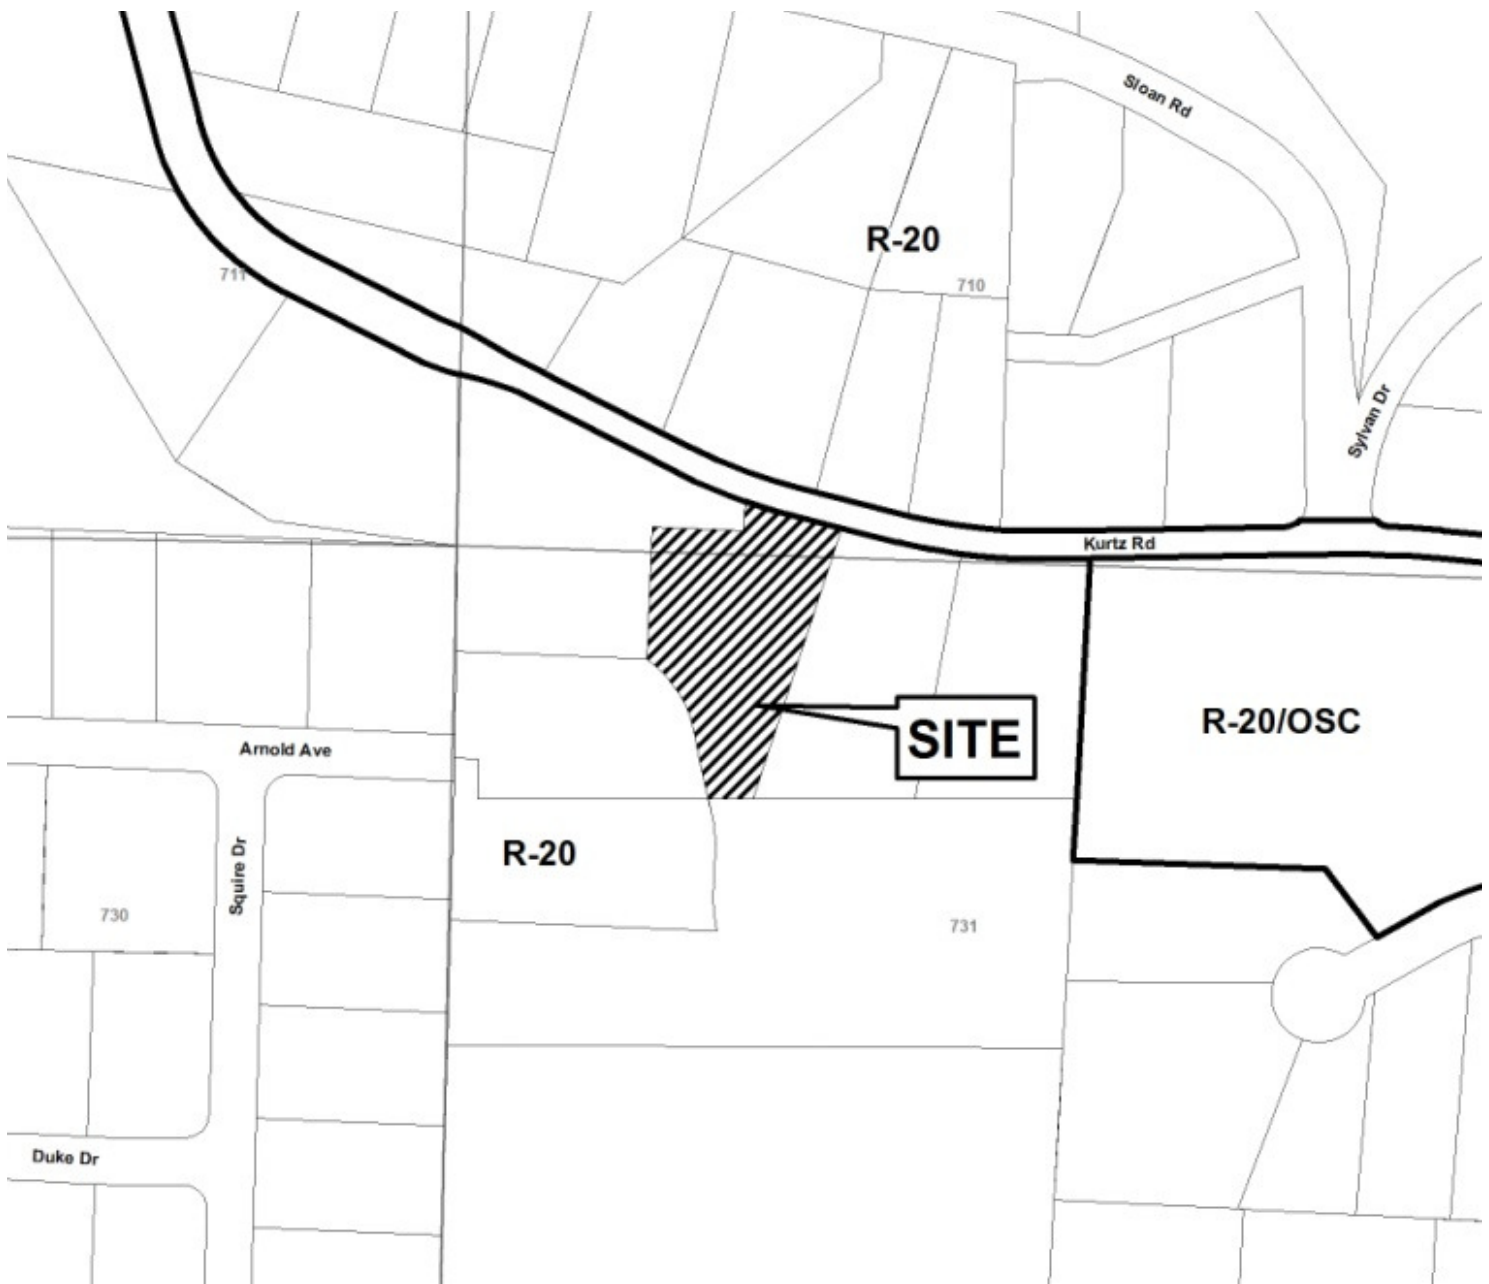 Sloan Rd
R-20
711
710
Sylvan Dr
Kurtz Rd
SITE
R-20/OSC
Arnold Ave
R-20
Squire Dr
730
731
Duke Dr